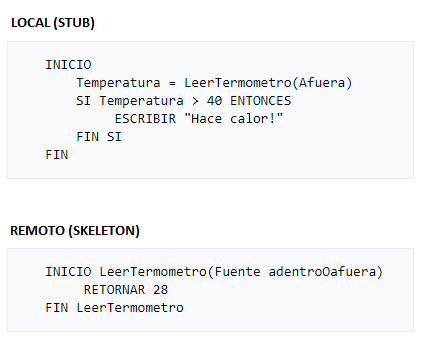 LOCAL (STUB)
INICIO
Temperatura = LeerTermometro(Afuera)
SI Temperatura > 40 ENTONCES
ESCRIBIR "Hace calor!"
FIN SI
FIN
REMOTO (SKELETON)
INICIO LeerTermometro(Fuente adentroOafuera)
RETORNAR 28
FIN LeerTermometro